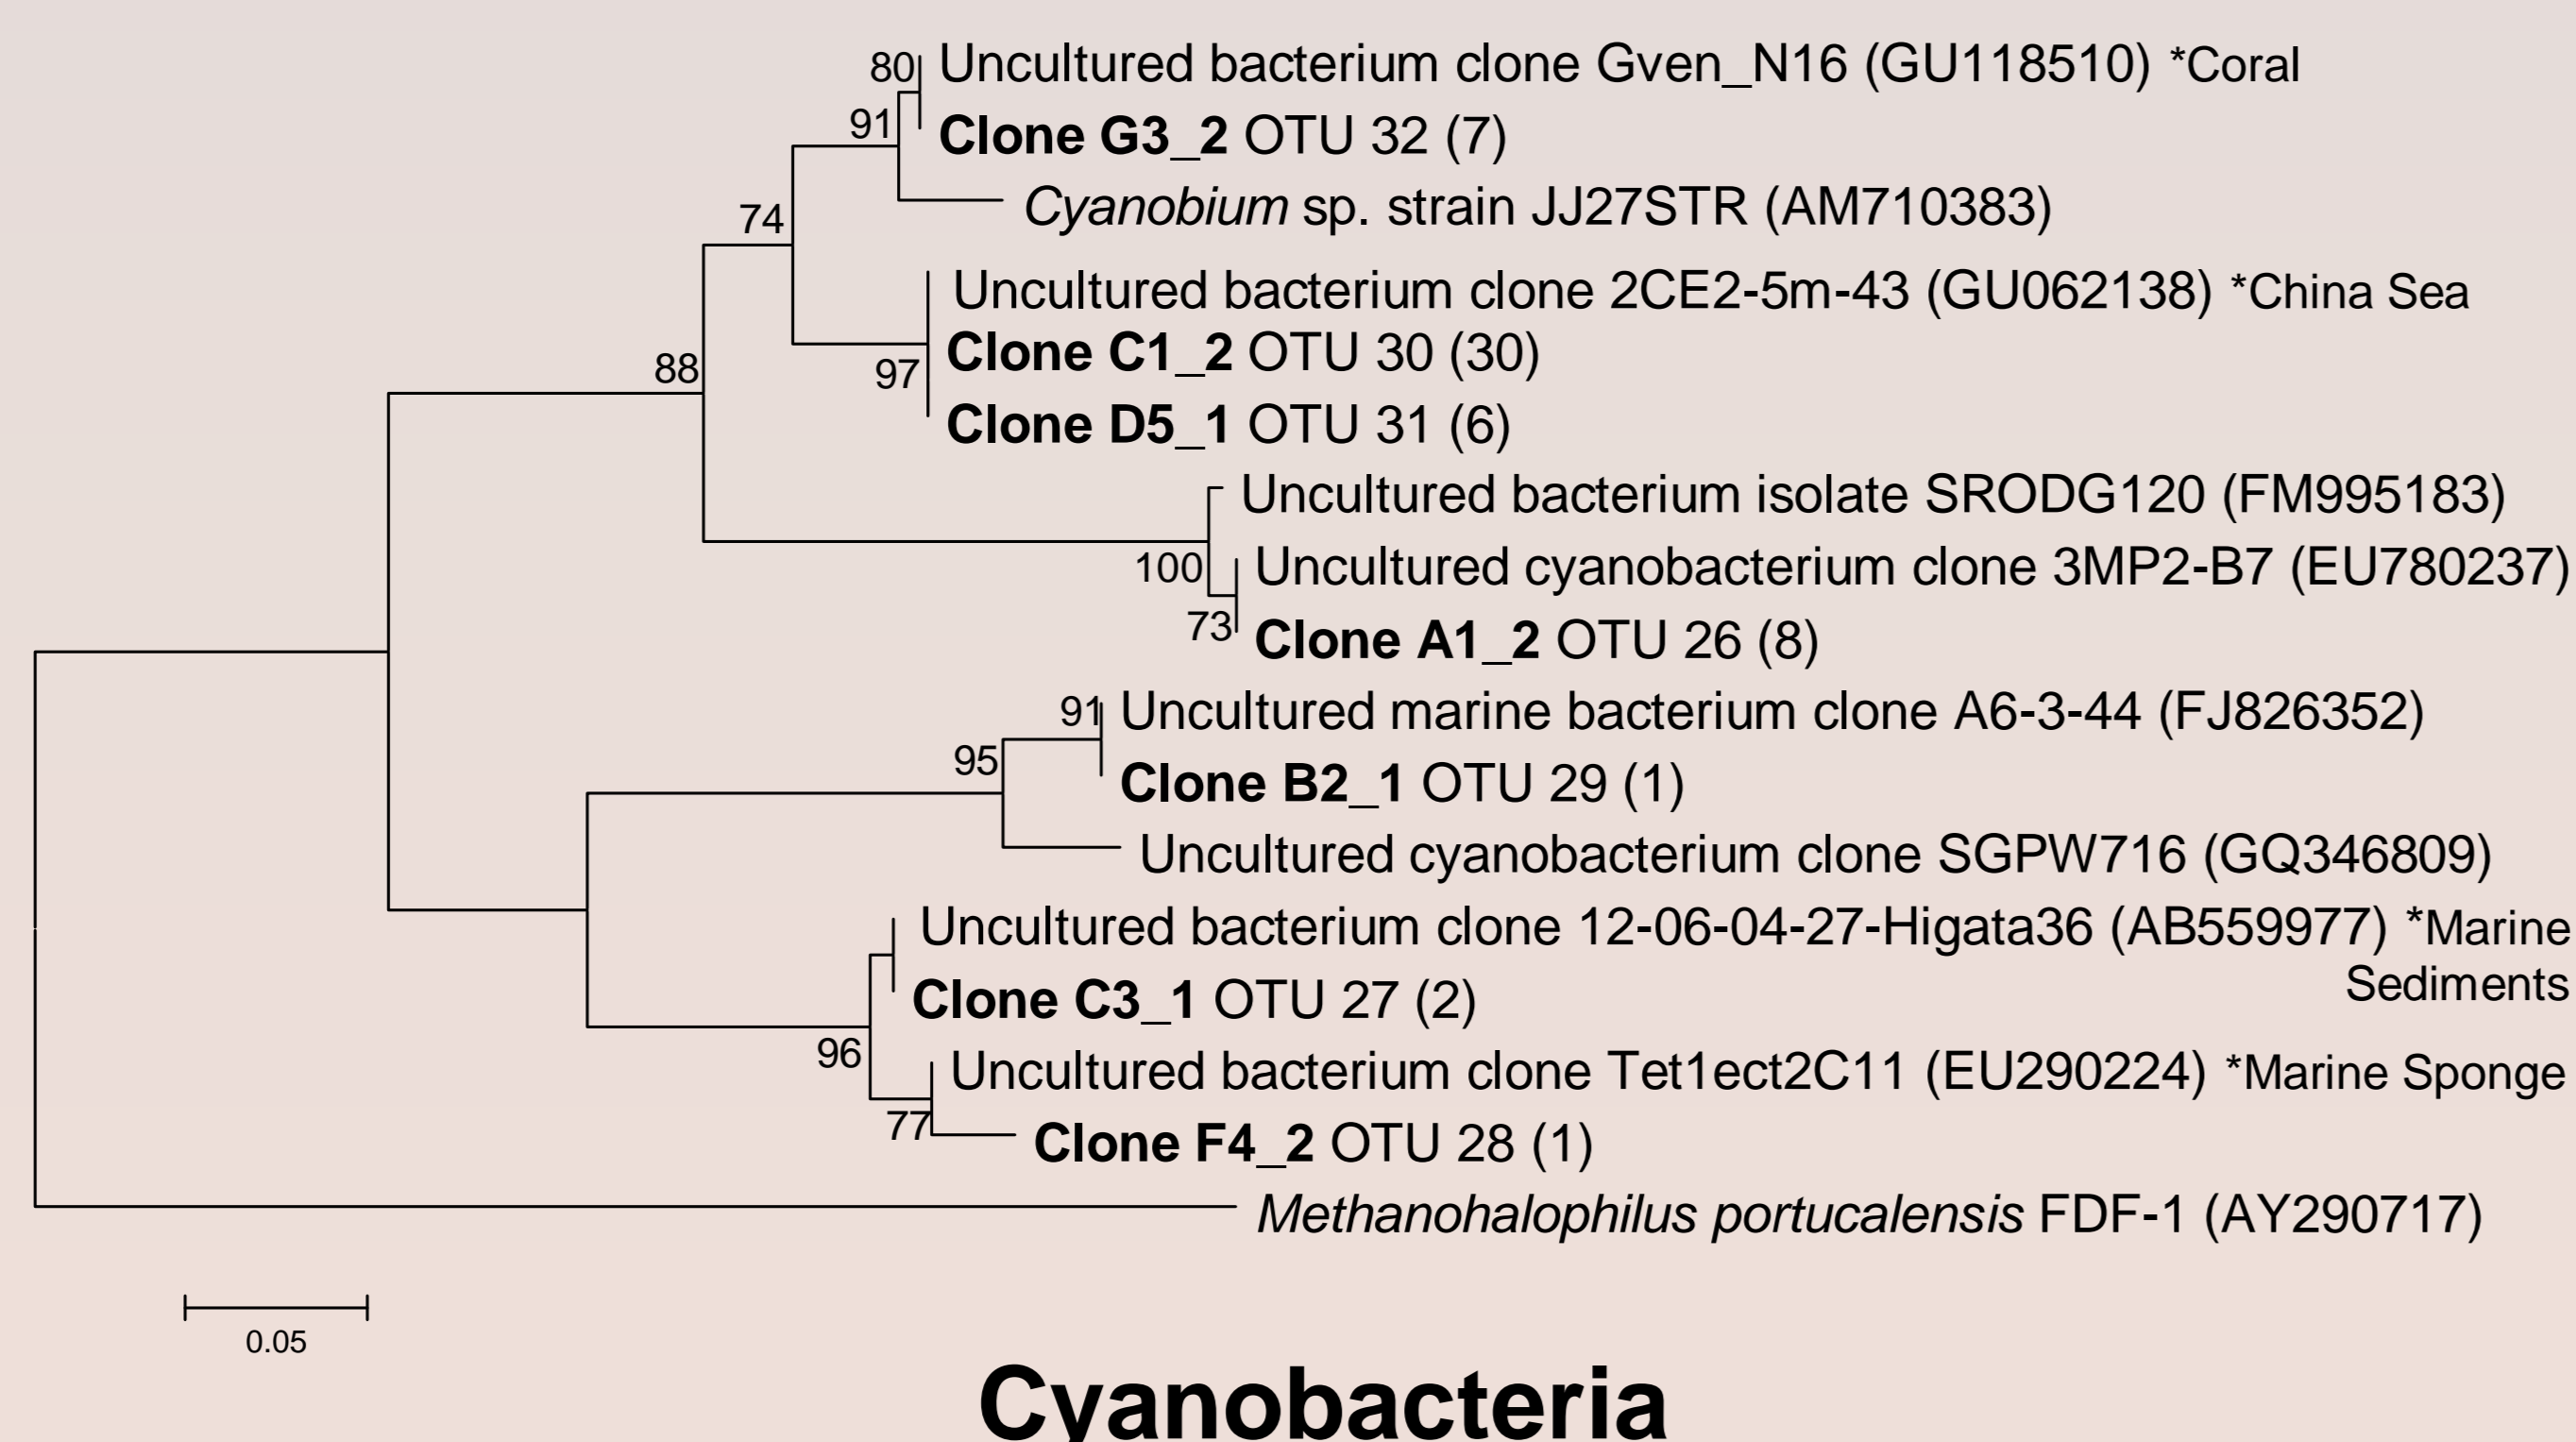 80 Uncultured bacterium clone Gven_N16 (GU118510) *Coral
91
Clone G3_2 OTU 32 (7)
Cyanobium sp. strain JJ27STR (AM710383)
74
Uncultured bacterium clone 2CE2-5m-43 (GU062138) *China Sea
Clone C1_2 OTU 30 (30)
88
97
Clone D5_1 OTU 31 (6)
Uncultured bacterium isolate SRODG120 (FM995183)
100
Uncultured cyanobacterium clone 3MP2-B7 (EU780237)
73
Clone A1_2 OTU 26 (8)
91 Uncultured marine bacterium clone A6-3-44 (FJ826352)
95
Clone B2_1 OTU 29 (1)
Uncultured cyanobacterium clone SGPW716 (GQ346809)
Uncultured bacterium clone 12-06-04-27-Higata36 (AB559977) *Marine
Sediments
Clone C3_1 OTU 27 (2)
96
Uncultured bacterium clone Tet1ect2C11 (EU290224) *Marine Sponge
77
Clone F4_2 OTU 28 (1)
Methanohalophilus portucalensis FDF-1 (AY290717)
0.05
Cyanobacteria